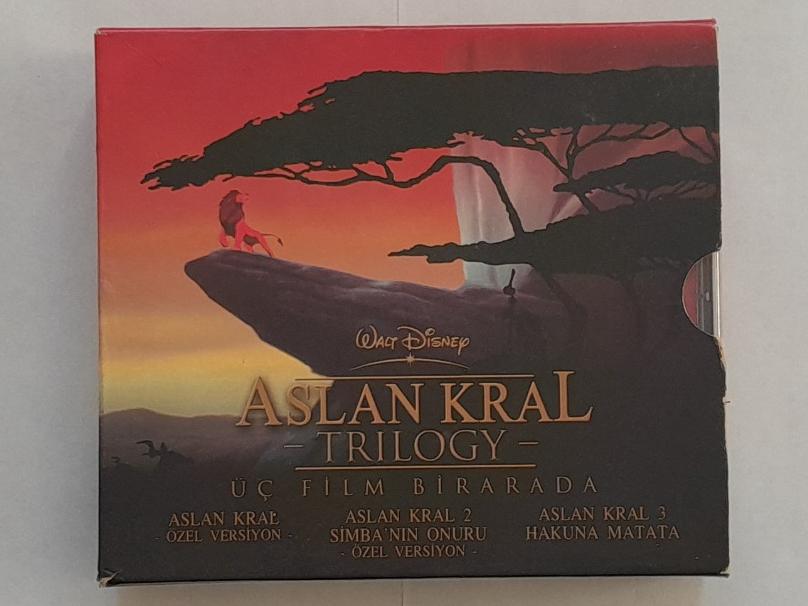 WALT DISNEY
ASLAN KRAL
- TRILOGY -
ÜÇ FİLM BİRARADA
ASLAN KRAL
- ÖZEL VERSİYON -
ASLAN KRAL 2
SİMBA'NIN ONURU
- ÖZEL VERSİYON -
ASLAN KRAL 3
HAKUNA MATATA